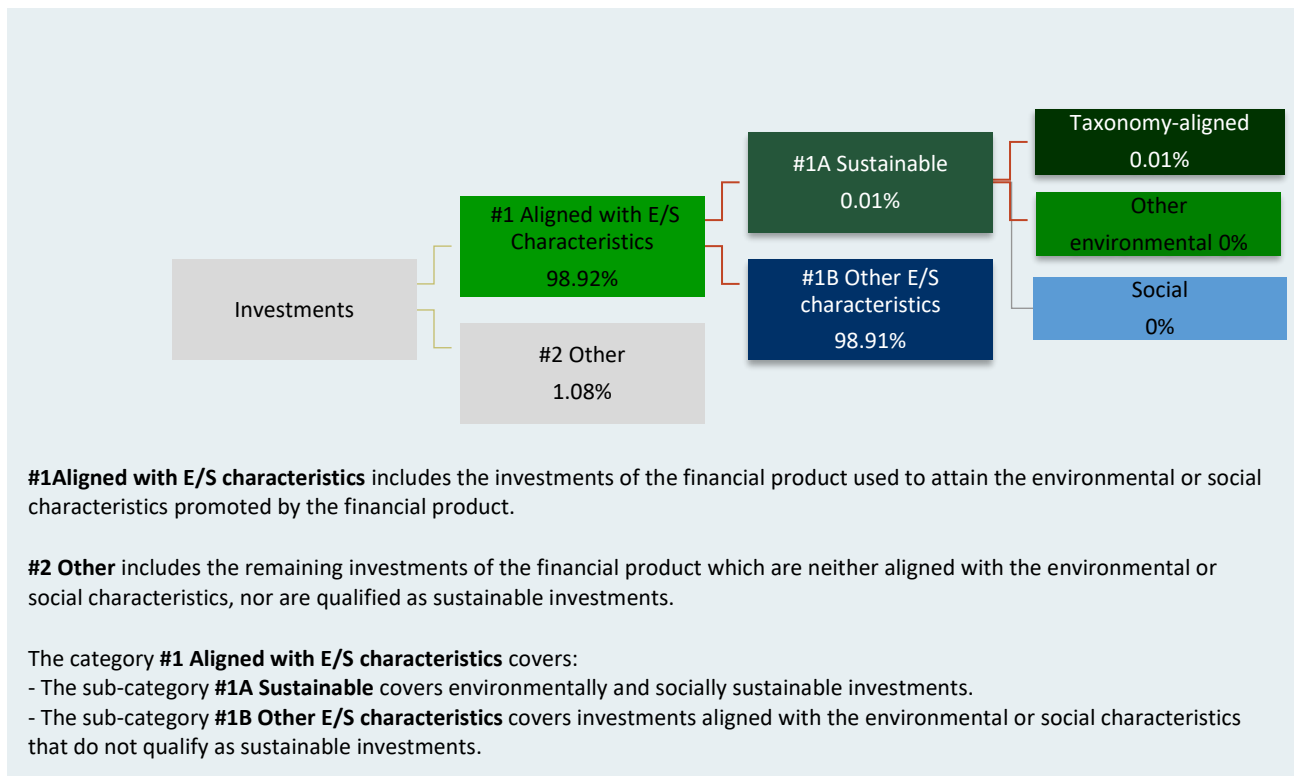 Investments
#1 Aligned with E/S
Characteristics
98.92%
#2 Other
1.08%
#1A Sustainable
0.01%
#1B Other E/S
characteristics
98.91%
Taxonomy-aligned
0.01%
Other
environmental 0%
Social
0%
#1Aligned with E/S characteristics includes the investments of the financial product used to attain the environmental or social
characteristics promoted by the financial product.
#2 Other includes the remaining investments of the financial product which are neither aligned with the environmental or
social characteristics, nor are qualified as sustainable investments.
The category #1 Aligned with E/S characteristics covers:
- The sub-category #1A Sustainable covers environmentally and socially sustainable investments.
- The sub-category #1B Other E/S characteristics covers investments aligned with the environmental or social characteristics
that do not qualify as sustainable investments.